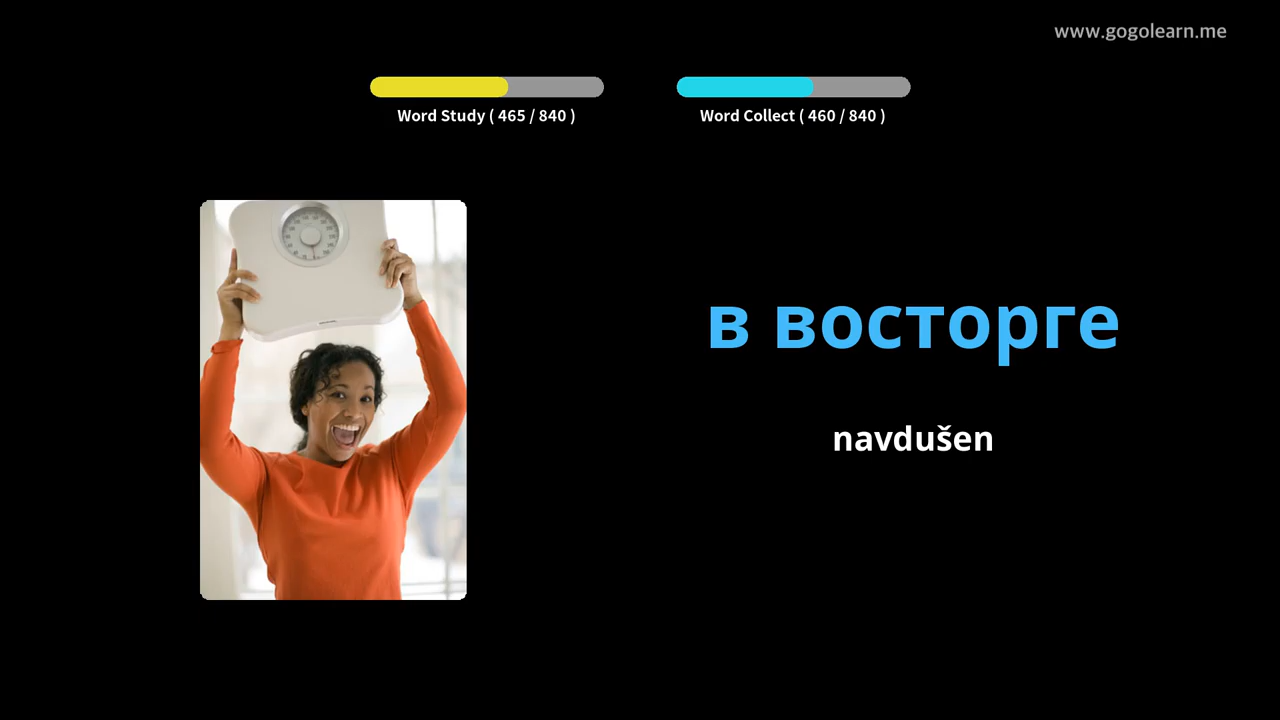 www.gogolearn.me
Word Study ( 465 / 840 )
Word Collect ( 460 / 840 )
в восторге
navdušen